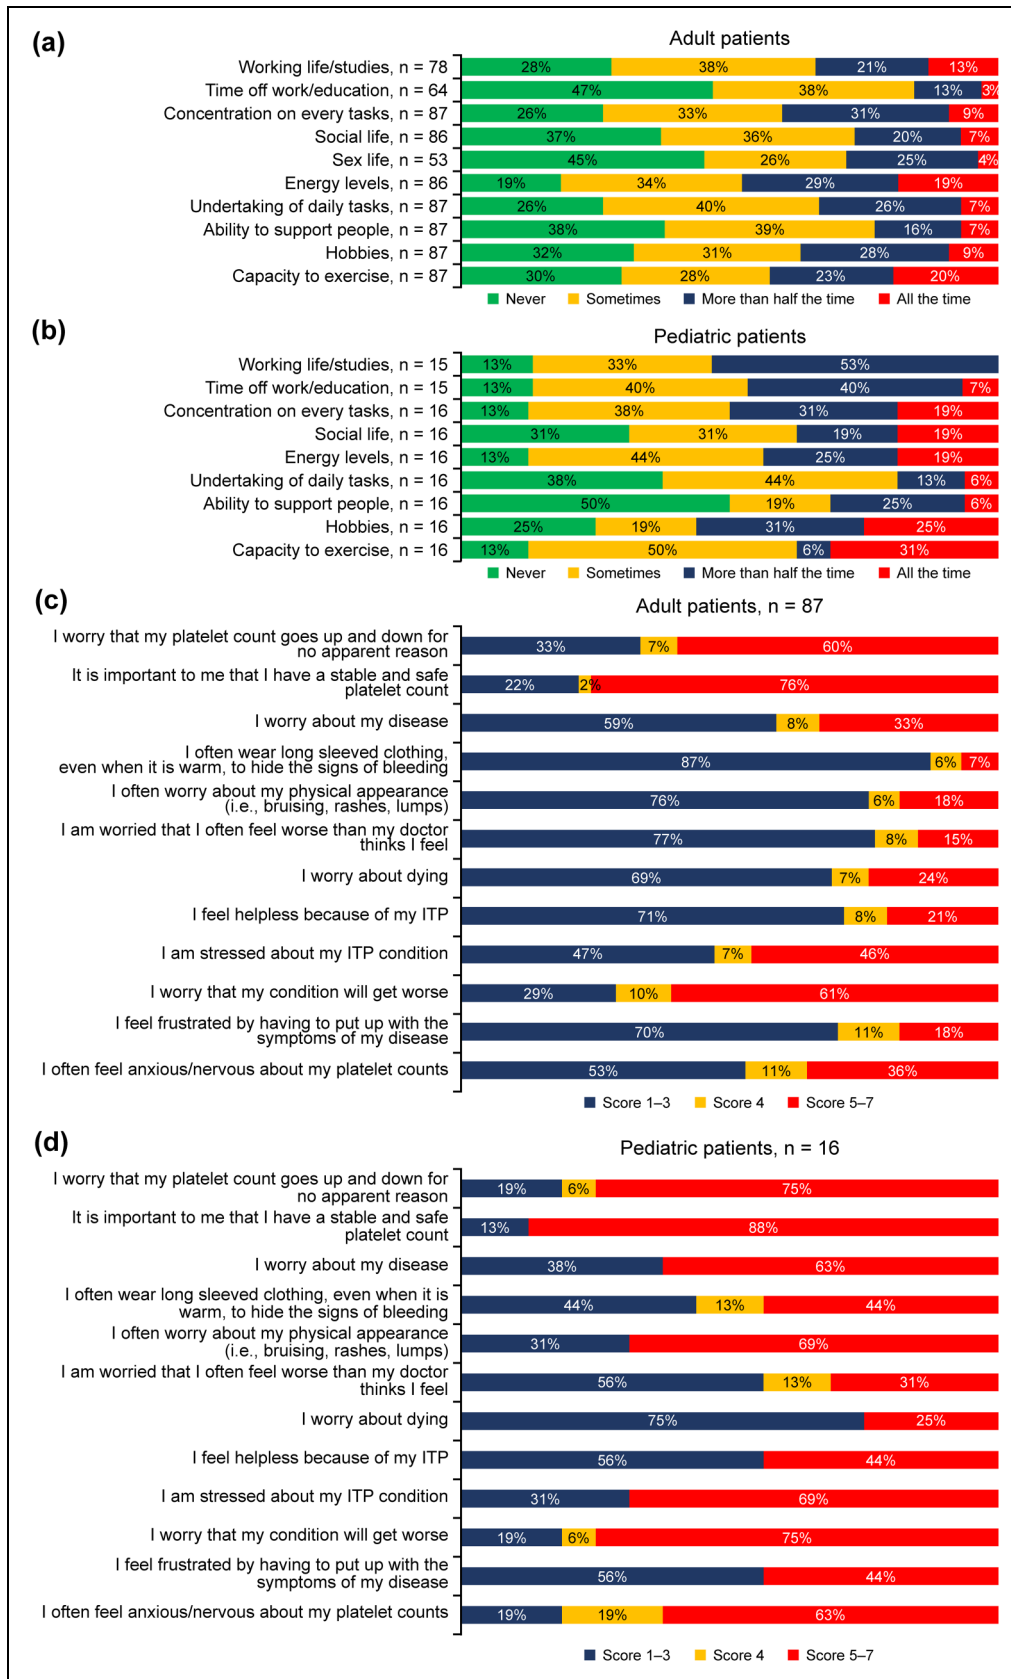 (a)
Adult patients
Working life/studies, n = 78 28% 38% 21% 13%
Time off work/education, n = 64 47% 38% 13% 3%
Concentration on every tasks, n = 87 26% 33% 31% 9%
Social life, n = 86 37% 36% 20% 7%
Sex life, n = 53 45% 26% 25% 4%
Energy levels, n = 86 19% 34% 29% 19%
Undertaking of daily tasks, n = 87 26% 40% 26% 7%
Ability to support people, n = 87 38% 39% 16% 7%
Hobbies, n = 87 32% 31% 28% 9%
Capacity to exercise, n = 87 30% 28% 23% 20%
Never Sometimes More than half the time All the time
(b)
Pediatric patients
Working life/studies, n = 15 13% 33% 53%
Time off work/education, n = 15 13% 40% 40% 7%
Concentration on every tasks, n = 16 13% 38% 31% 19%
Social life, n = 16 31% 31% 19% 19%
Energy levels, n = 16 13% 44% 25% 19%
Undertaking of daily tasks, n = 16 38% 44% 13% 6%
Ability to support people, n = 16 50% 19% 25% 6%
Hobbies, n = 16 25% 19% 31% 25%
Capacity to exercise, n = 16 13% 50% 6% 31%
Never Sometimes More than half the time All the time
(c)
Adult patients, n = 87
I worry that my platelet count goes up and down for
no apparent reason
33% 7% 60%
It is important to me that I have a stable and safe
platelet count
22% 2% 76%
I worry about my disease 59% 8% 33%
I often wear long sleeved clothing,
even when it is warm, to hide the signs of bleeding
87% 6% 7%
I often worry about my physical appearance
(i.e., bruising, rashes, lumps)
76% 6% 18%
I am worried that I often feel worse than my doctor
thinks I feel
77% 8% 15%
I worry about dying 69% 7% 24%
I feel helpless because of my ITP 71% 8% 21%
I am stressed about my ITP condition 47% 7% 46%
I worry that my condition will get worse 29% 10% 61%
I feel frustrated by having to put up with the
symptoms of my disease
70% 11% 18%
I often feel anxious/nervous about my platelet counts 53% 11% 36%
Score 1–3 Score 4 Score 5–7
(d)
Pediatric patients, n = 16
I worry that my platelet count goes up and down for
no apparent reason
19% 6% 75%
It is important to me that I have a stable and safe
platelet count
13% 88%
I worry about my disease 38% 63%
I often wear long sleeved clothing, even when it is
warm, to hide the signs of bleeding
44% 13% 44%
I often worry about my physical appearance
(i.e., bruising, rashes, lumps)
31% 69%
I am worried that I often feel worse than my doctor
thinks I feel
56% 13% 31%
I worry about dying 75% 25%
I feel helpless because of my ITP 56% 44%
I am stressed about my ITP condition 31% 69%
I worry that my condition will get worse 19% 6% 75%
I feel frustrated by having to put up with the
symptoms of my disease
56% 44%
I often feel anxious/nervous about my platelet counts 19% 19% 63%
Score 1–3 Score 4 Score 5–7